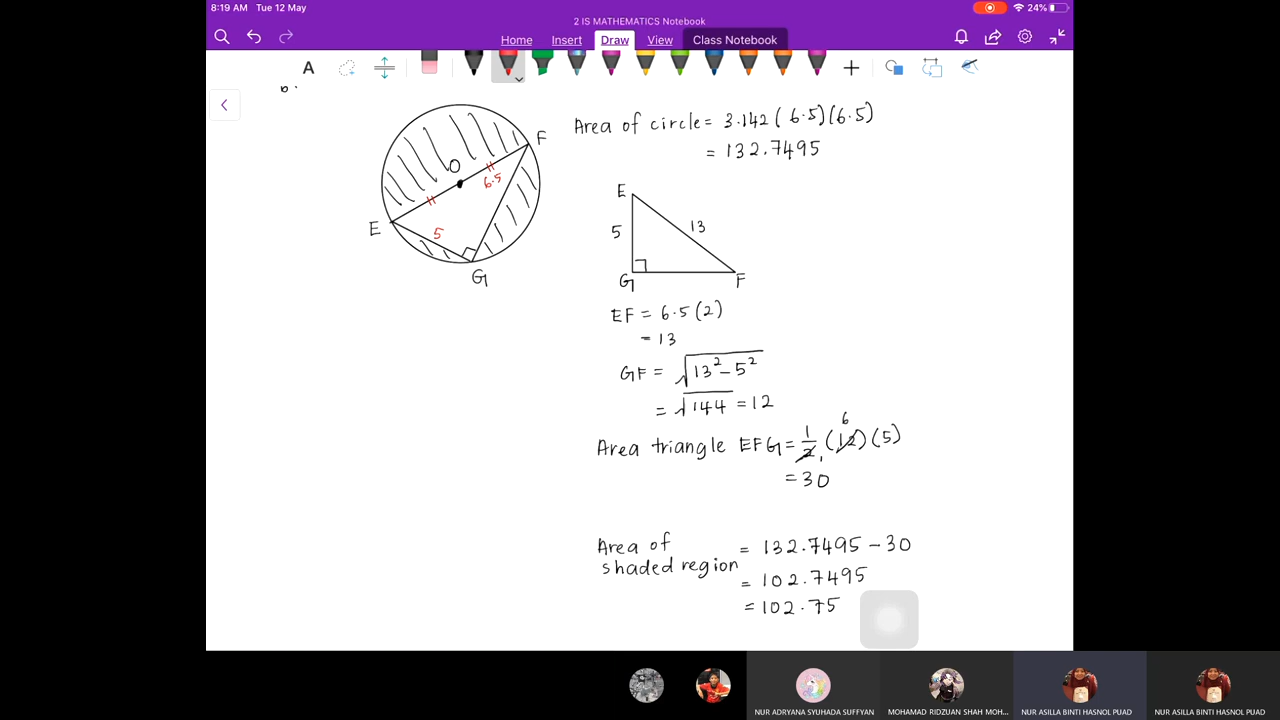 8:19 AM Tue 12 May
24%
2 IS MATHEMATICS Notebook
Home Insert Draw View Class Notebook
A
6.
O
F
6.5
E
5
G
Area of circle = 3.142 (6.5)(6.5)
= 132.7495
E
5 13
G F
EF = 6.5 (2)
= 13
GF = √13² – 5²
= √144 = 12
6
Area triangle EFG = 1/2 (12)(5)
1
= 30
Area of shaded region = 132.7495 – 30
= 102.7495
= 102.75
NUR ADRYANA SYUHADA SUFFYAN
MOHAMAD RIDZUAN SHAH MOH...
NUR ASILLA BINTI HASNOL PUAD
NUR ASILLA BINTI HASNOL PUAD